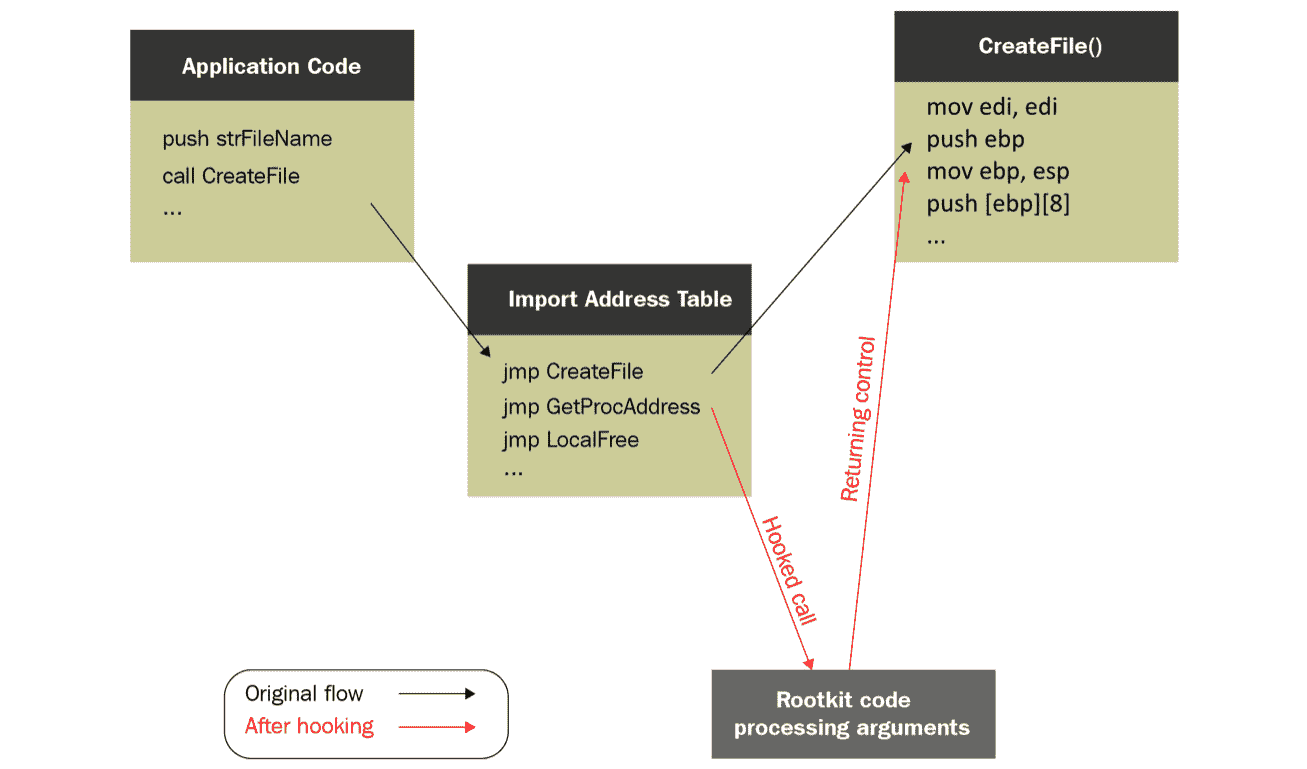 Application Code
push strFileName
call CreateFile
...
CreateFile()
mov edi, edi
push ebp
mov ebp, esp
push [ebp][8]
...
Import Address Table
jmp CreateFile
jmp GetProcAddress
jmp LocalFree
...
Hooked call
Returning control
Rootkit code
processing arguments
Original flow
After hooking